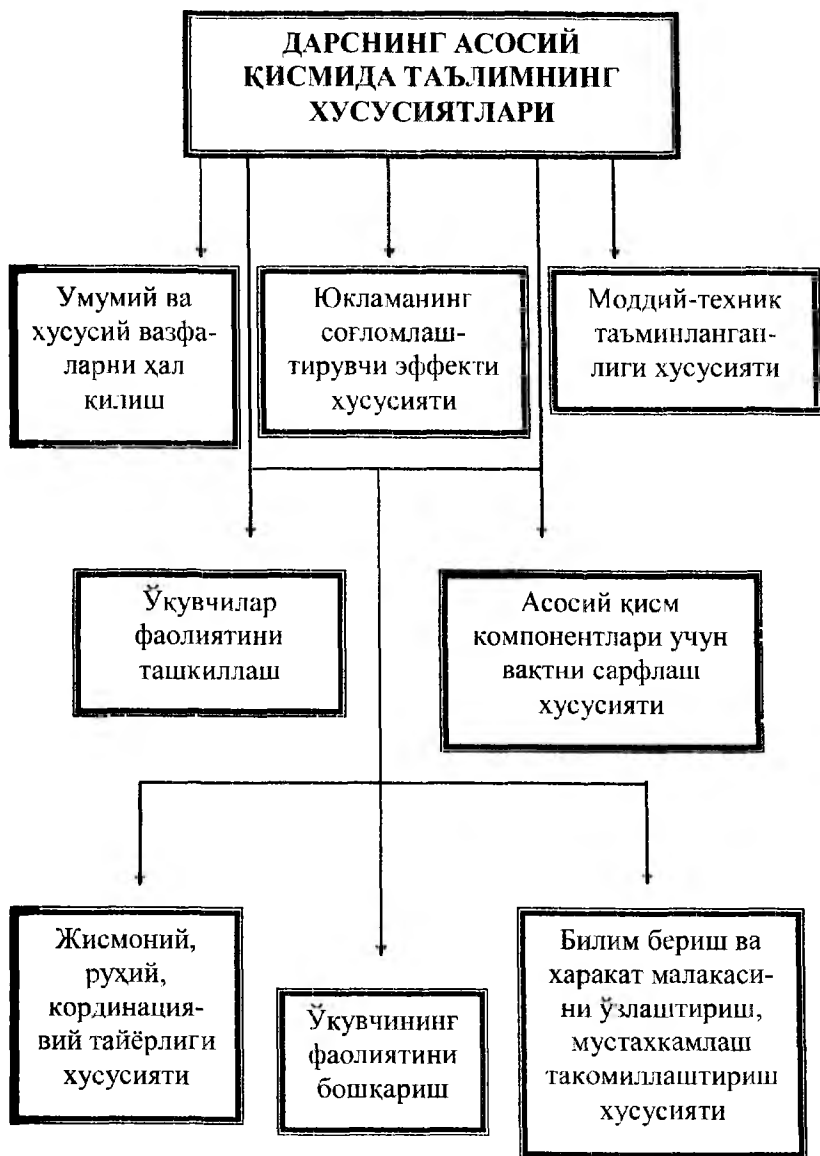 ДАРСНИНГ АСОСИЙ
ҚИСМИДА ТАЪЛИМНИНГ
ХУСУСИЯТЛАРИ
Умумий ва
хусусий вазфа-
ларни ҳал
қилиш
Юкламанинг
соғломлаш-
тирувчи эффекти
хусусияти
Моддий-техник
таъминланган-
лиги хусусияти
Ўқувчилар
фаолиятини
ташкиллаш
Асосий қисм
компонентлари учун
вақтни сарфлаш
хусусияти
Жисмоний,
руҳий,
кординация-
вий тайёрлиги
хусусияти
Ўқувчининг
фаолиятини
бошқариш
Билим бериш ва
харакат малакаси-
ни ўзлаштириш,
мустахкамлаш
такомиллаштириш
хусусияти